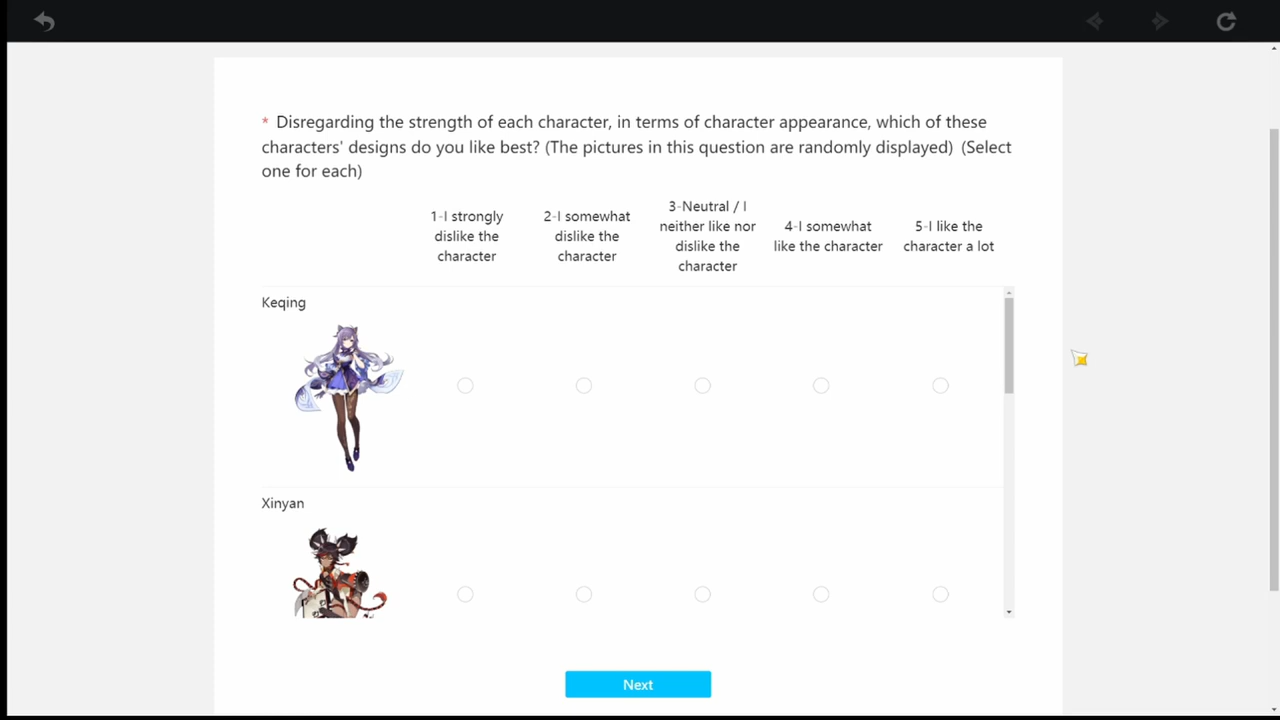 * Disregarding the strength of each character, in terms of character appearance, which of these
characters' designs do you like best? (The pictures in this question are randomly displayed) (Select
one for each)
1-I strongly
dislike the
character
2-I somewhat
dislike the
character
3-Neutral / I
neither like nor
dislike the
character
4-I somewhat
like the character
5-I like the
character a lot
Keqing
Xinyan
Next